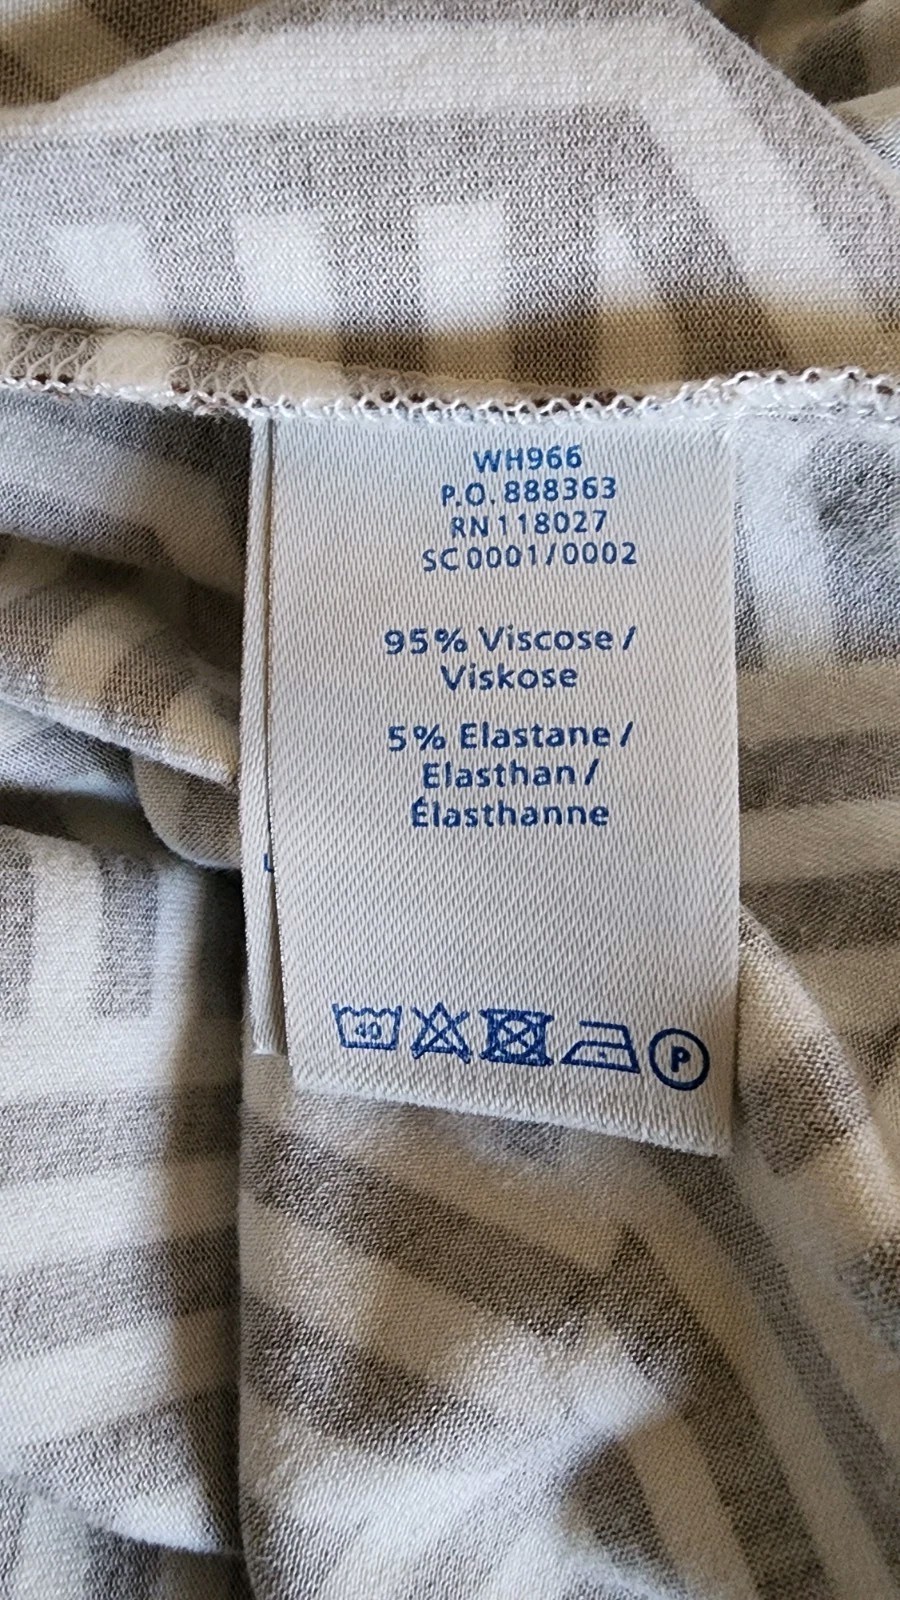 WH966
P.O. 888363
RN 118027
SC 0001/0002
95% Viscose /
Viskose
5% Elastane /
Elasthan /
Élasthanne
40
P